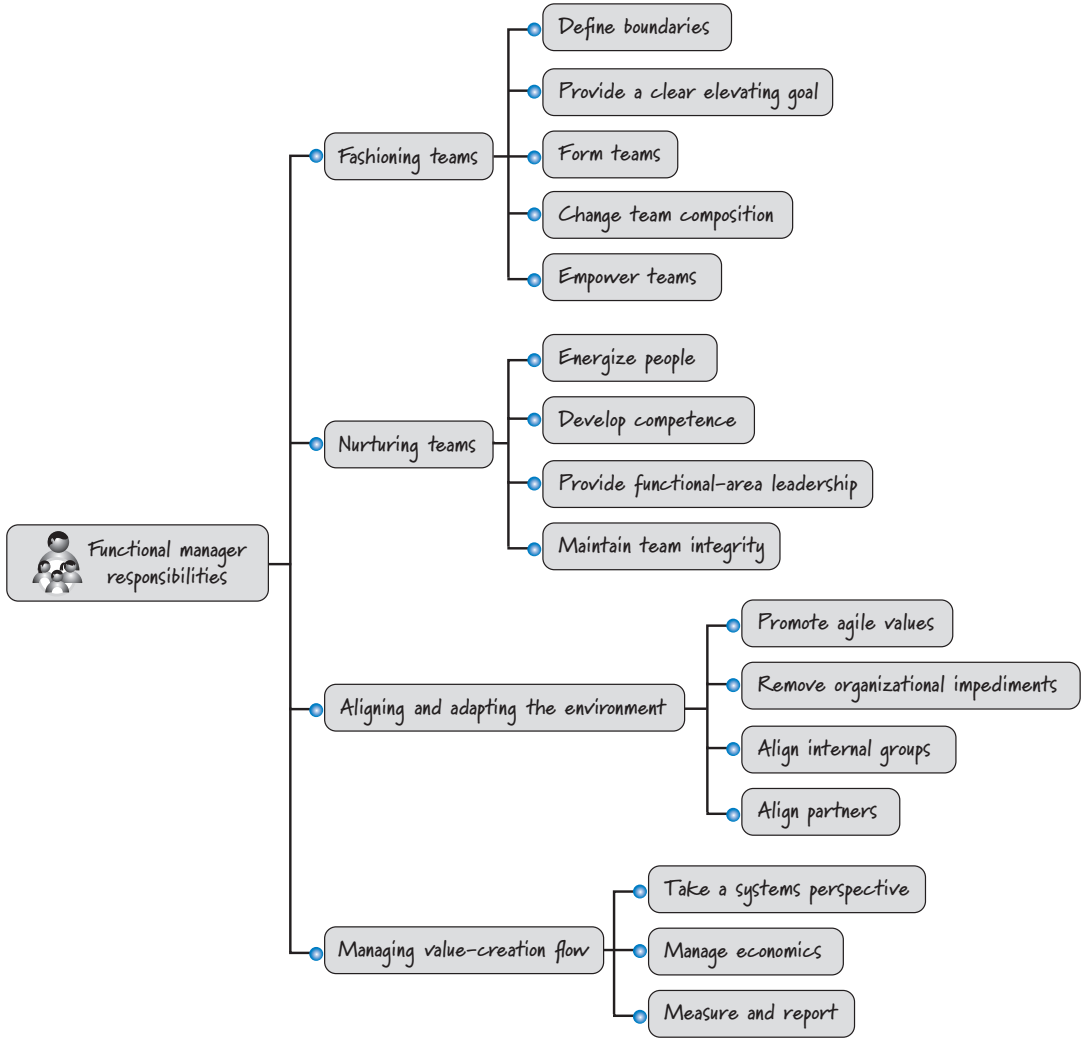 Functional manager
responsibilities
Fashioning teams
Define boundaries
Provide a clear elevating goal
Form teams
Change team composition
Empower teams
Nurturing teams
Energize people
Develop competence
Provide functional-area leadership
Maintain team integrity
Aligning and adapting the environment
Promote agile values
Remove organizational impediments
Align internal groups
Align partners
Managing value-creation flow
Take a systems perspective
Manage economics
Measure and report